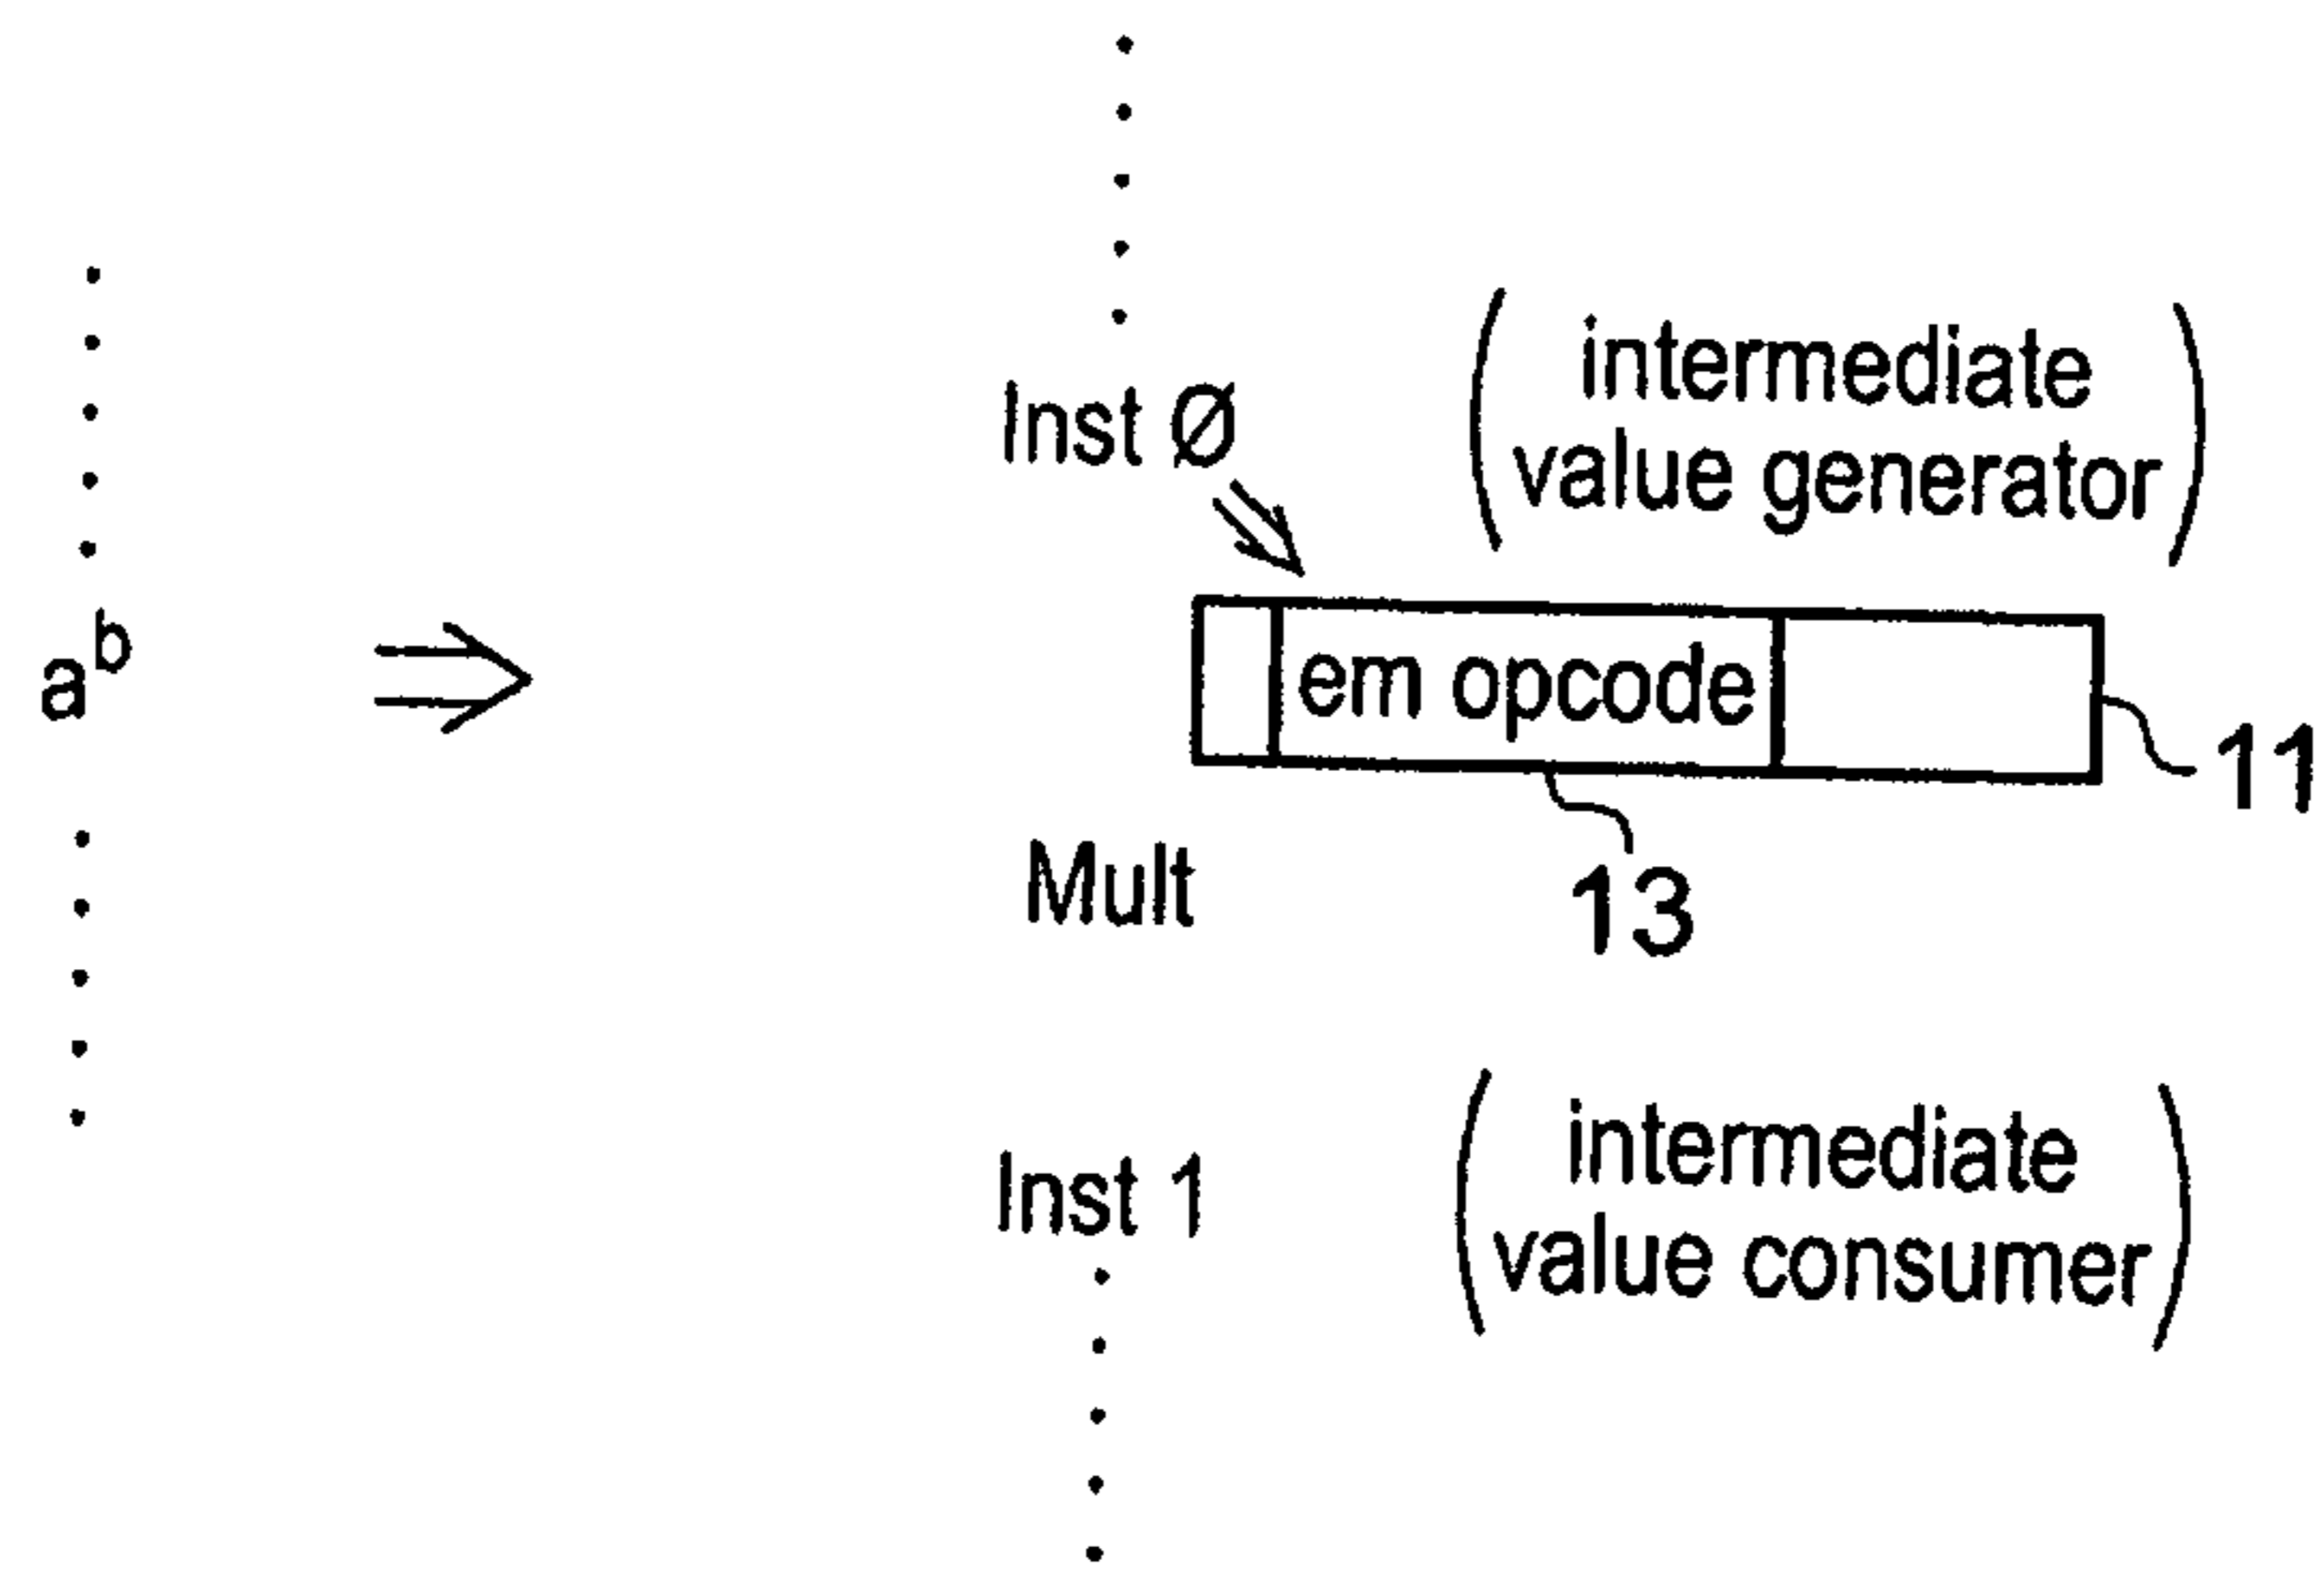 Inst Ø
(intermediate
value generator)
a^b
em opcode
11
Mult
13
Inst 1
(intermediate
value consumer)